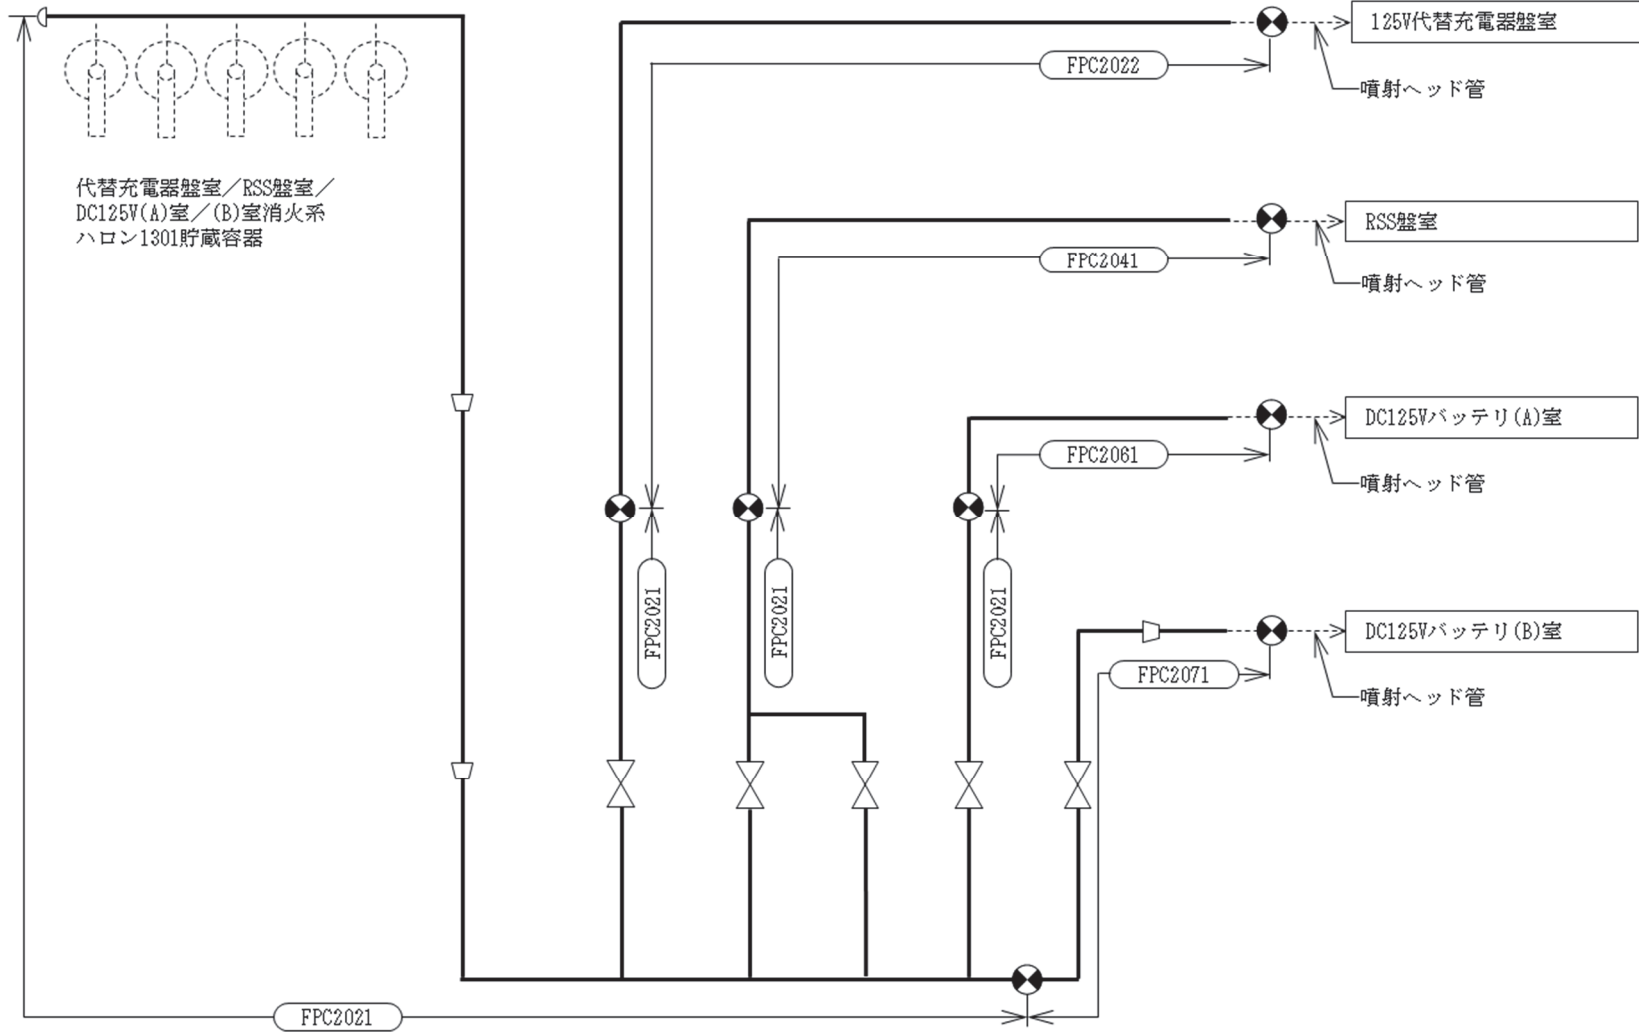 125V代替充電器盤室
FPC2022
噴射ヘッド管
代替充電器盤室／RSS盤室／
DC125V(A)室／(B)室消火系
ハロン1301貯蔵容器
RSS盤室
FPC2041
噴射ヘッド管
DC125Vバッテリ(A)室
FPC2061
噴射ヘッド管
FPC2021
FPC2021
FPC2021
DC125Vバッテリ(B)室
FPC2071
噴射ヘッド管
FPC2021